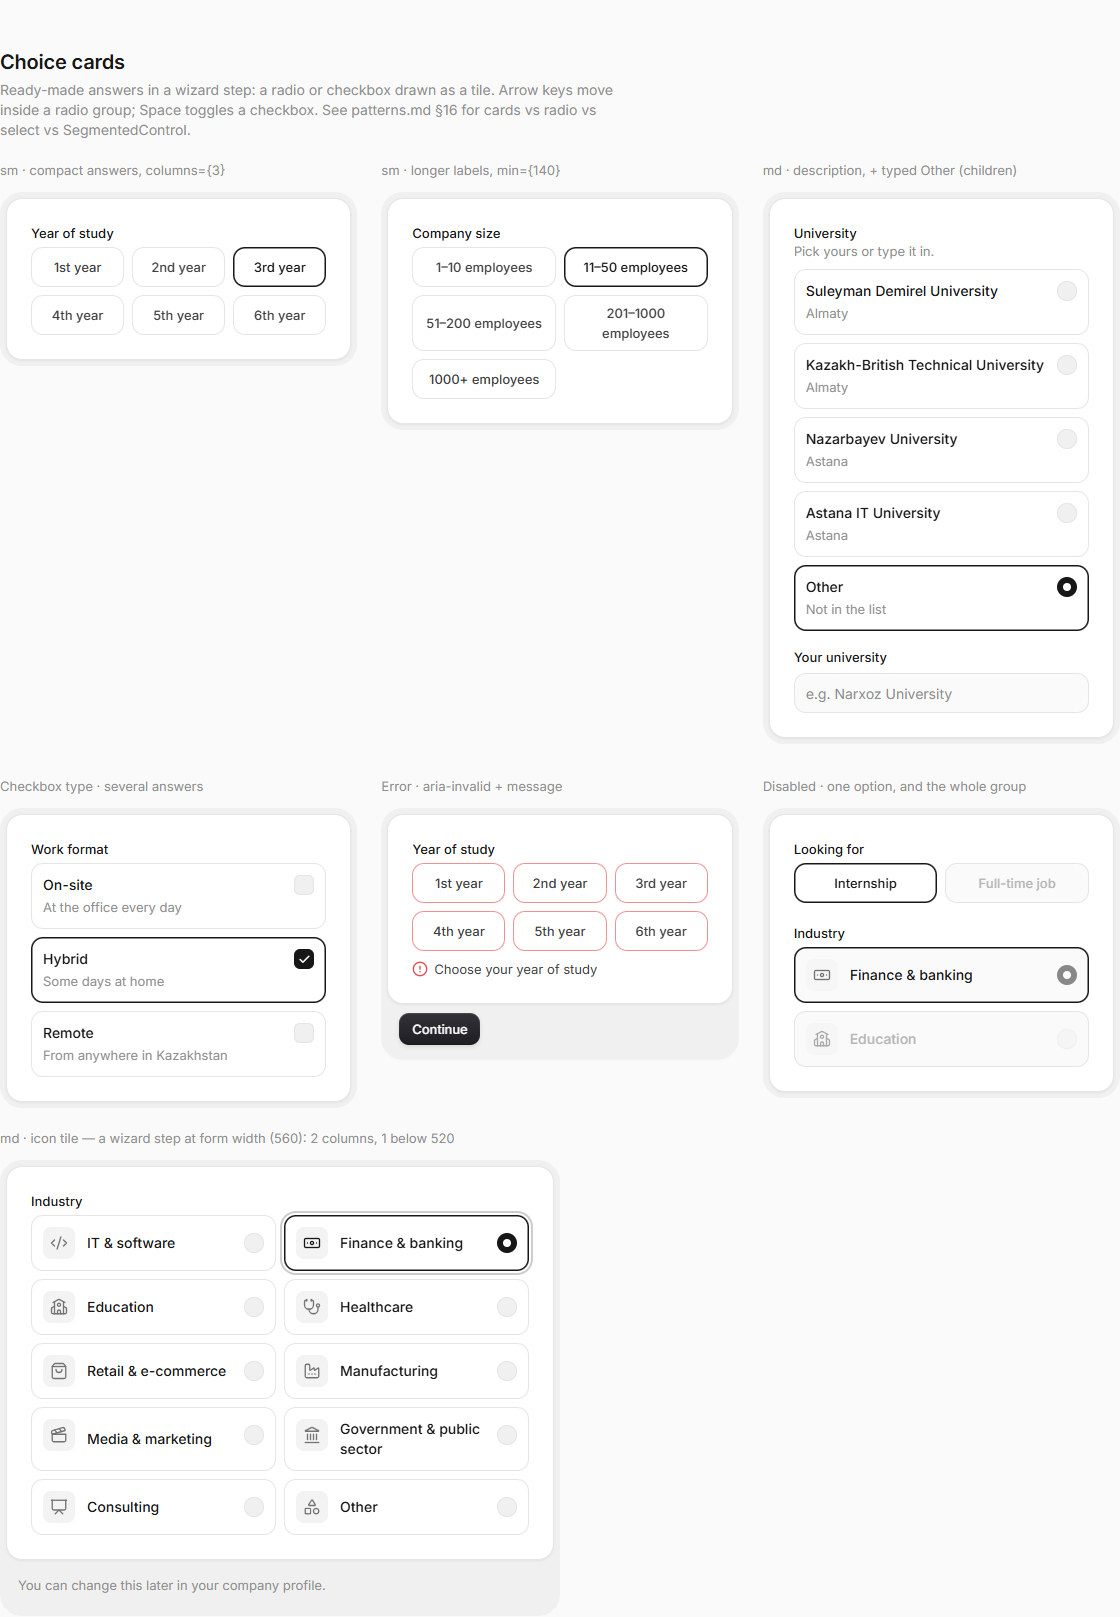 Choice cards
Ready-made answers in a wizard step: a radio or checkbox drawn as a tile. Arrow keys move
inside a radio group; Space toggles a checkbox. See patterns.md §16 for cards vs radio vs
select vs SegmentedControl.
sm · compact answers, columns={3}
Year of study
1st year
2nd year
3rd year
4th year
5th year
6th year
sm · longer labels, min={140}
Company size
1–10 employees
11–50 employees
51–200 employees
201–1000
employees
1000+ employees
md · description, + typed Other (children)
University
Pick yours or type it in.
Suleyman Demirel University
Almaty
Kazakh-British Technical University
Almaty
Nazarbayev University
Astana
Astana IT University
Astana
Other
Not in the list
Your university
e.g. Narxoz University
Checkbox type · several answers
Work format
On-site
At the office every day
Hybrid
Some days at home
Remote
From anywhere in Kazakhstan
Error · aria-invalid + message
Year of study
1st year
2nd year
3rd year
4th year
5th year
6th year
Choose your year of study
Continue
Disabled · one option, and the whole group
Looking for
Internship
Full-time job
Industry
Finance & banking
Education
md · icon tile — a wizard step at form width (560): 2 columns, 1 below 520
Industry
IT & software
Finance & banking
Education
Healthcare
Retail & e-commerce
Manufacturing
Media & marketing
Government & public
sector
Consulting
Other
You can change this later in your company profile.